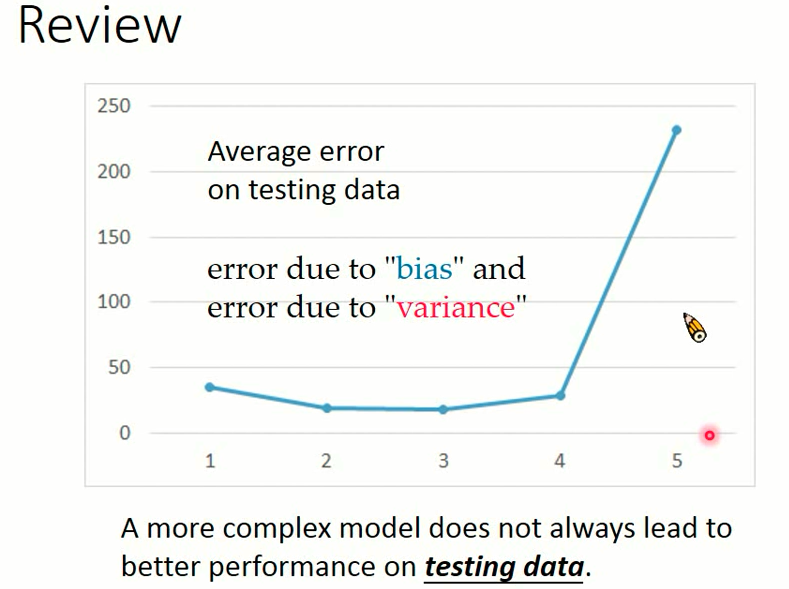 Review
250
200
150
100
50
0
Average error
on testing data
error due to "bias" and
error due to "variance"
1 2 3 4 5
A more complex model does not always lead to
better performance on testing data.